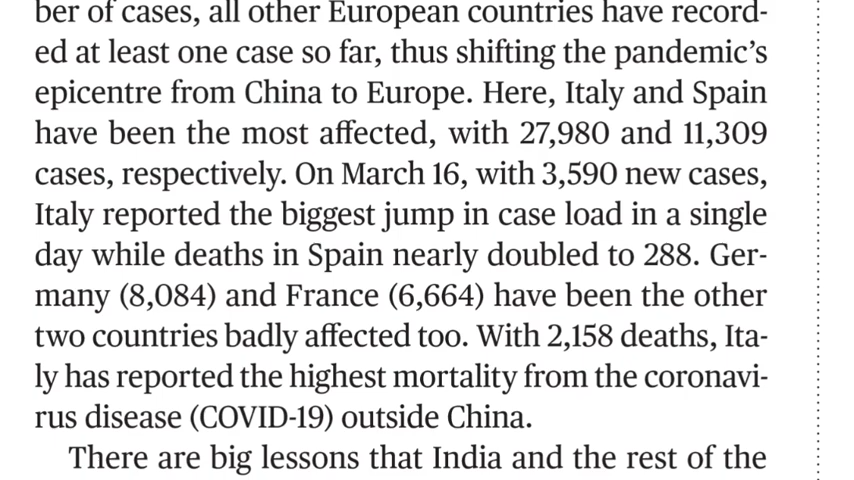 ber of cases, all other European countries have record-
ed at least one case so far, thus shifting the pandemic’s
epicentre from China to Europe. Here, Italy and Spain
have been the most affected, with 27,980 and 11,309
cases, respectively. On March 16, with 3,590 new cases,
Italy reported the biggest jump in case load in a single
day while deaths in Spain nearly doubled to 288. Ger-
many (8,084) and France (6,664) have been the other
two countries badly affected too. With 2,158 deaths, Ita-
ly has reported the highest mortality from the coronavi-
rus disease (COVID-19) outside China.
There are big lessons that India and the rest of the